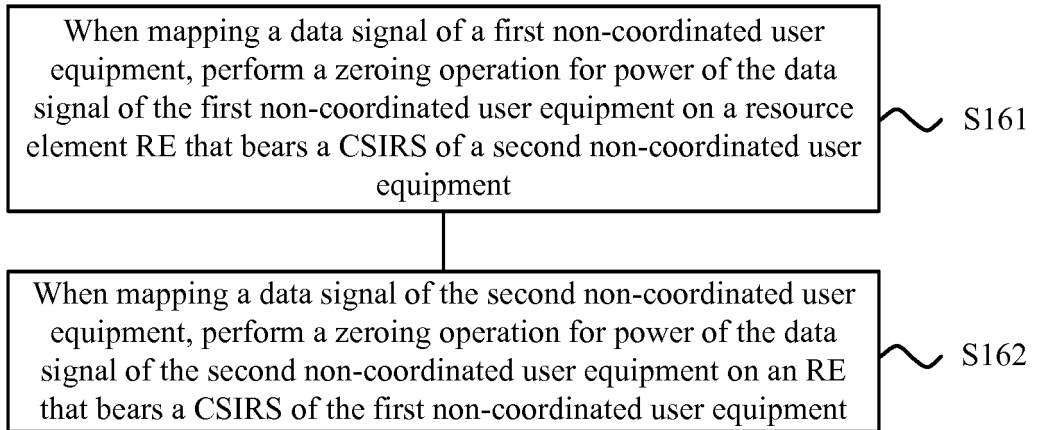 When mapping a data signal of a first non-coordinated user
equipment, perform a zeroing operation for power of the data
signal of the first non-coordinated user equipment on a resource
element RE that bears a CSIRS of a second non-coordinated user
equipment
S161
When mapping a data signal of the second non-coordinated user
equipment, perform a zeroing operation for power of the data
signal of the second non-coordinated user equipment on an RE
that bears a CSIRS of the first non-coordinated user equipment
S162